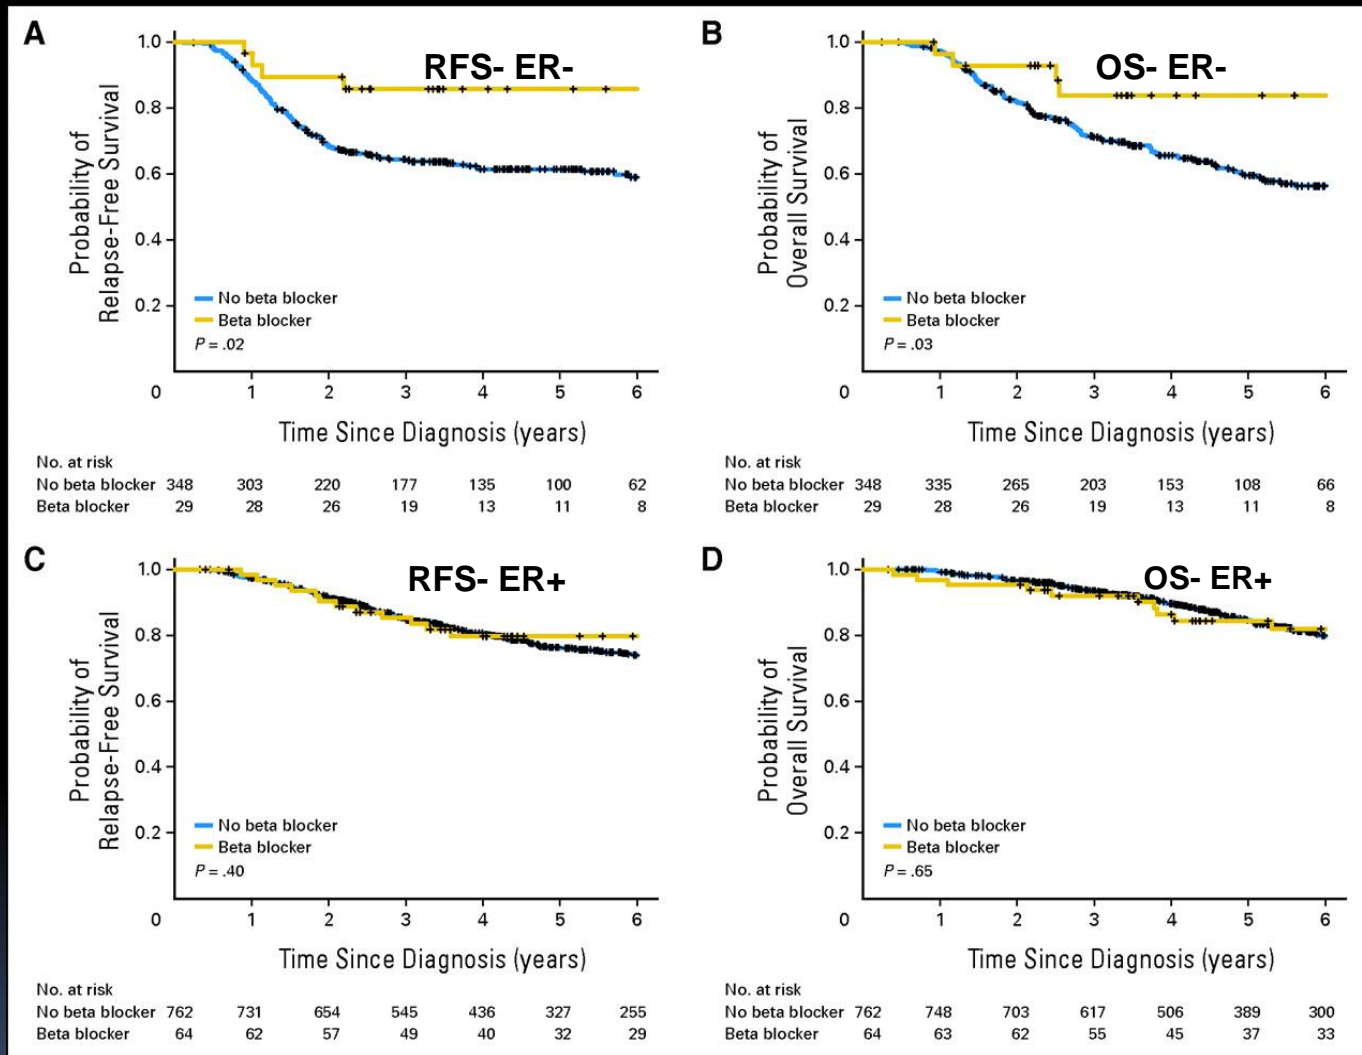 A
RFS- ER-
Probability of
Relapse-Free Survival
1.0
0.8
0.6
0.4
0.2
No beta blocker
Beta blocker
P = .02
0 1 2 3 4 5 6
Time Since Diagnosis (years)
No. at risk
No beta blocker 348 303 220 177 135 100 62
Beta blocker 29 28 26 19 13 11 8
B
OS- ER-
Probability of
Overall Survival
1.0
0.8
0.6
0.4
0.2
No beta blocker
Beta blocker
P = .03
0 1 2 3 4 5 6
Time Since Diagnosis (years)
No. at risk
No beta blocker 348 335 265 203 153 108 66
Beta blocker 29 28 26 19 13 11 8
C
RFS- ER+
Probability of
Relapse-Free Survival
1.0
0.8
0.6
0.4
0.2
No beta blocker
Beta blocker
P = .40
0 1 2 3 4 5 6
Time Since Diagnosis (years)
No. at risk
No beta blocker 762 731 654 545 436 327 255
Beta blocker 64 62 57 49 40 32 29
D
OS- ER+
Probability of
Overall Survival
1.0
0.8
0.6
0.4
0.2
No beta blocker
Beta blocker
P = .65
0 1 2 3 4 5 6
Time Since Diagnosis (years)
No. at risk
No beta blocker 762 748 703 617 506 389 300
Beta blocker 64 63 62 55 45 37 33